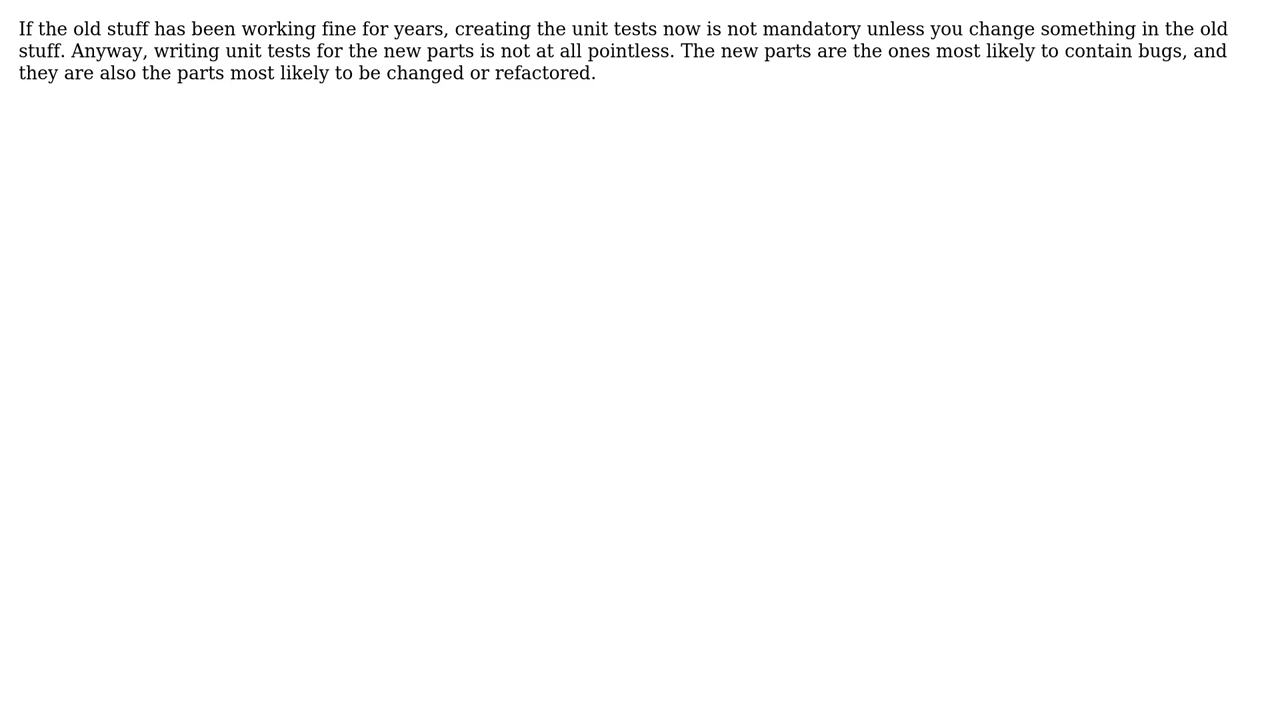 If the old stuff has been working fine for years, creating the unit tests now is not mandatory unless you change something in the old
stuff. Anyway, writing unit tests for the new parts is not at all pointless. The new parts are the ones most likely to contain bugs, and
they are also the parts most likely to be changed or refactored.